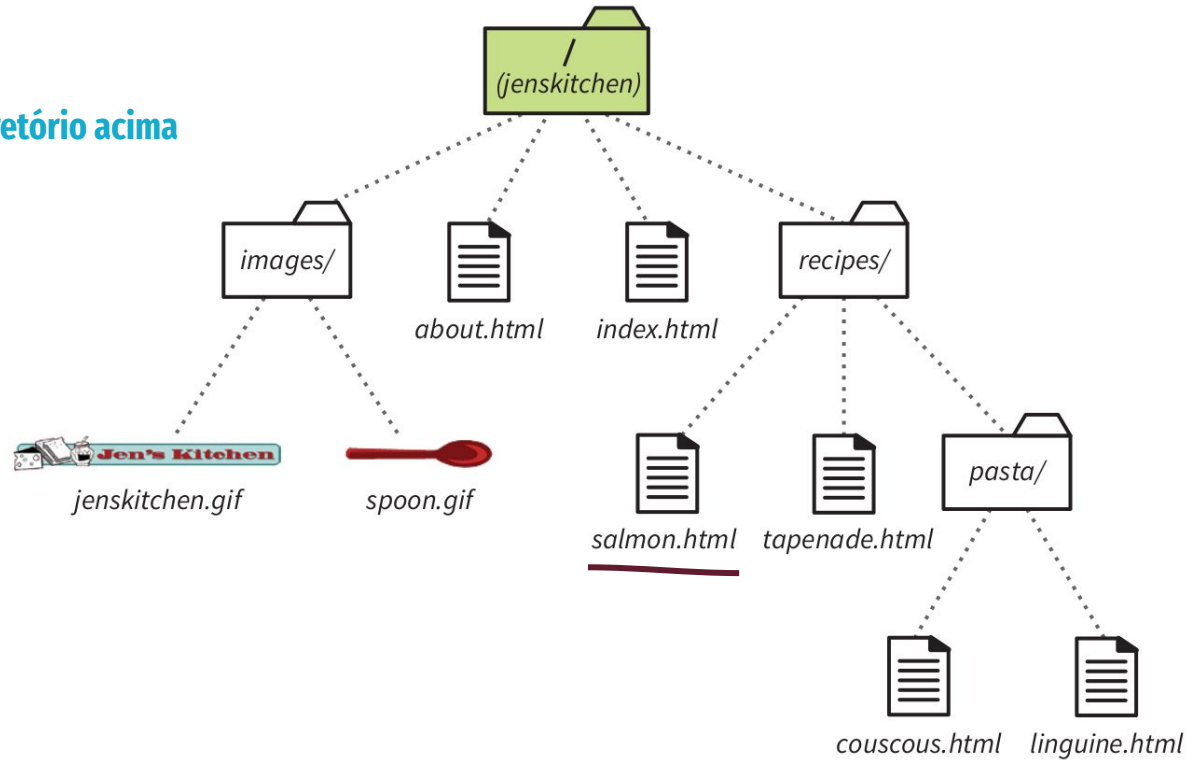 /
(jenskitchen)
retório acima
images/
recipes/
about.html
index.html
Jen's Kitchen
jenskitchen.gif
spoon.gif
pasta/
salmon.html
tapenade.html
couscous.html
linguine.html